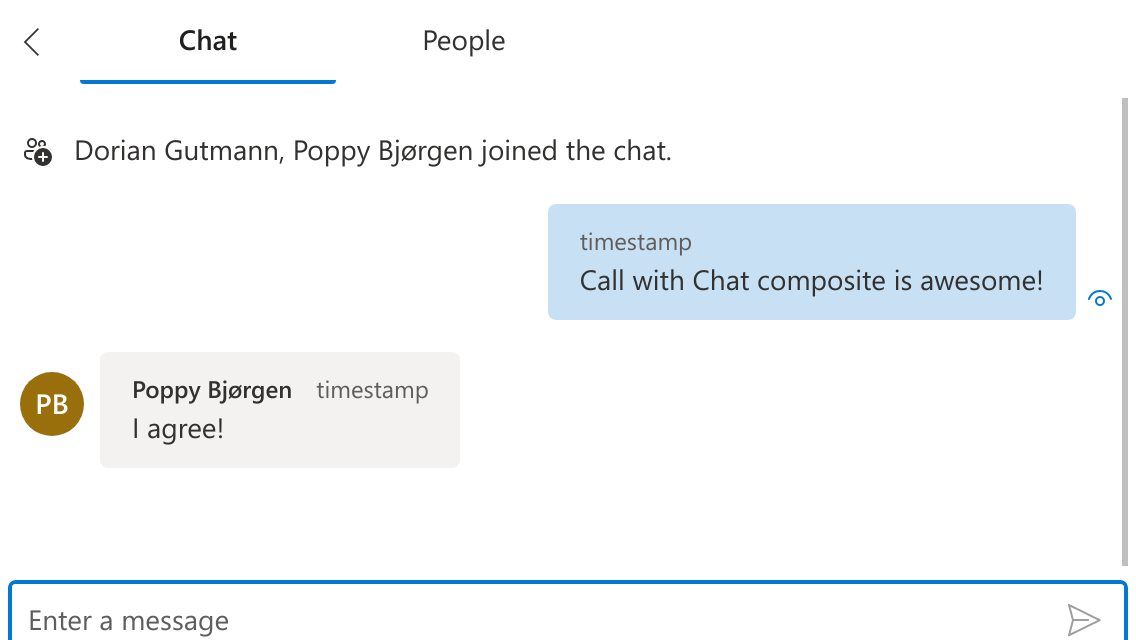 Chat People
Dorian Gutmann, Poppy Bjørgen joined the chat.
timestamp
Call with Chat composite is awesome!
PB
Poppy Bjørgen timestamp
I agree!
Enter a message